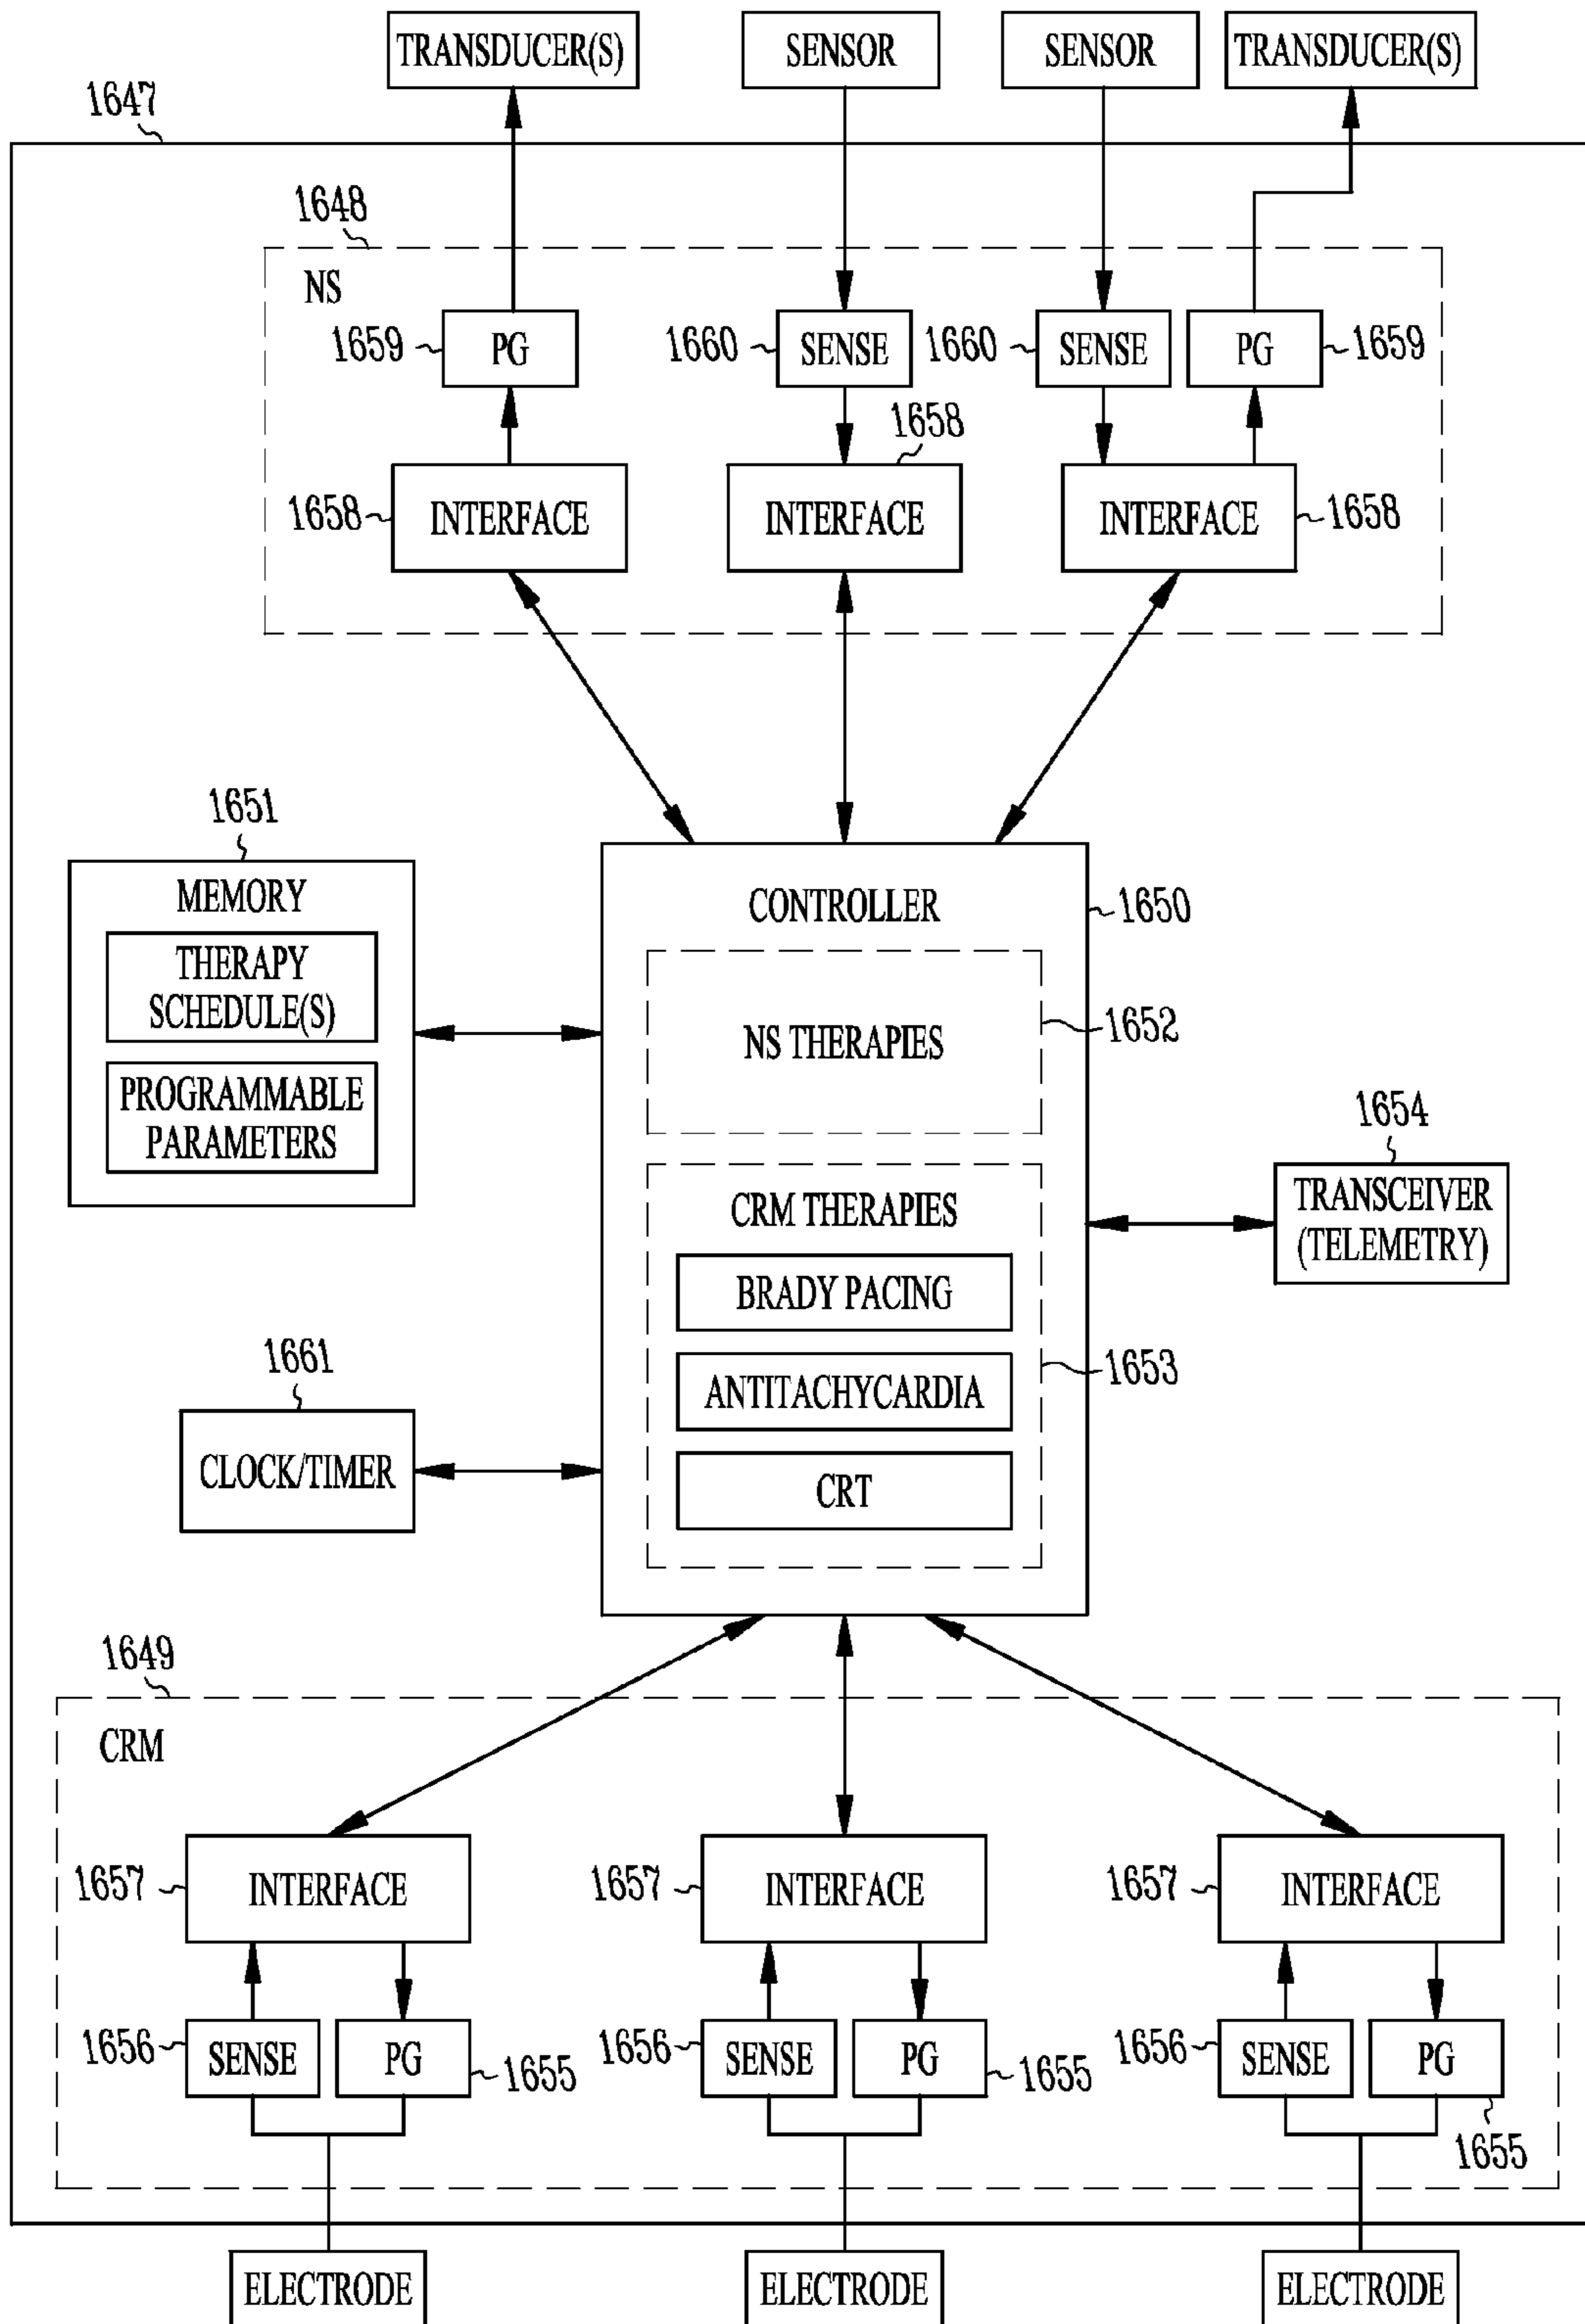 TRANSDUCER(S) SENSOR SENSOR TRANSDUCER(S)
1647
1648
NS
1659 PG 1660 SENSE 1660 SENSE PG 1659
1658
1658 INTERFACE INTERFACE INTERFACE 1658
1651
MEMORY
THERAPY
SCHEDULE(S)
PROGRAMMABLE
PARAMETERS
CONTROLLER 1650
NS THERAPIES 1652
1654
TRANSCEIVER
(TELEMETRY)
CRM THERAPIES
BRADY PACING
ANTITACHYCARDIA
CRT
1653
1661
CLOCK/TIMER
1649
CRM
1657 INTERFACE 1657 INTERFACE 1657 INTERFACE
1656 SENSE PG 1655 1656 SENSE PG 1655 1656 SENSE PG
1655
ELECTRODE ELECTRODE ELECTRODE